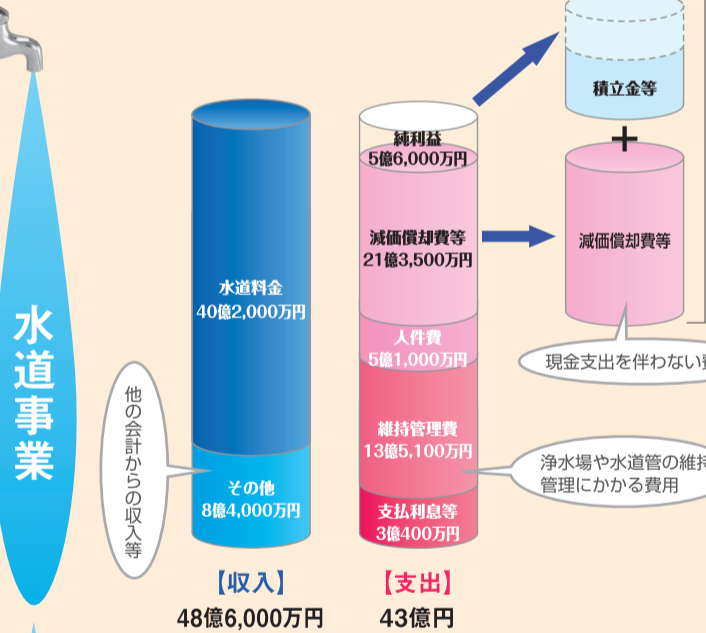 水道事業
他の会計からの収入等
水道料金
40億2,000万円
その他
8億4,000万円
【収入】
48億6,000万円
純利益
5億6,000万円
減価償却費等
21億3,500万円
人件費
5億1,000万円
維持管理費
13億5,100万円
支払利息等
3億400万円
【支出】
43億円
積立金等
+
減価償却費等
現金支出を伴わない
浄水場や水道管の維持
管理にかかる費用